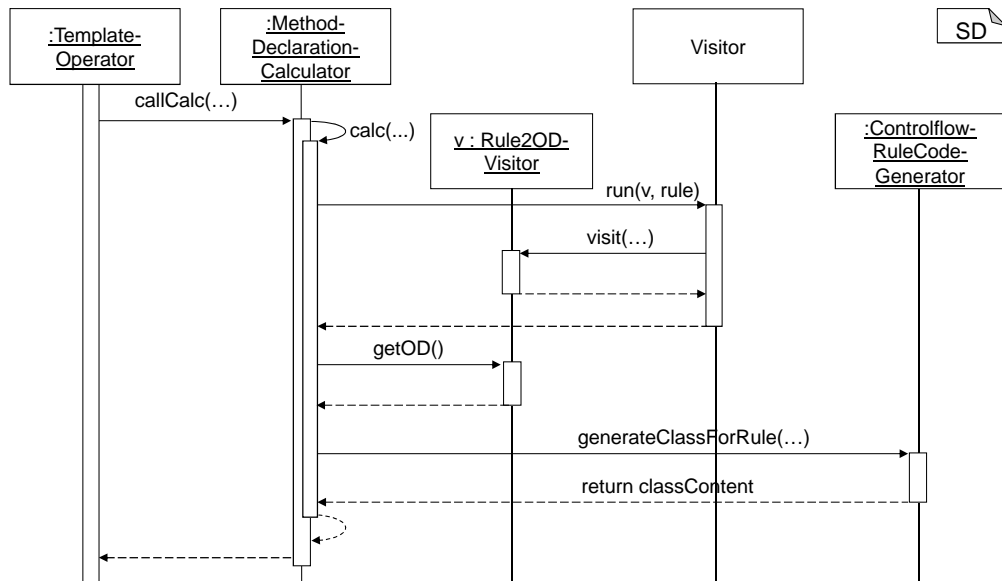 :Template-
Operator
:Method-
Declaration-
Calculator
Visitor
SD
callCalc(…)
calc(...)
v : Rule2OD-
Visitor
:Controlflow-
RuleCode-
Generator
run(v, rule)
visit(…)
getOD()
generateClassForRule(…)
return classContent